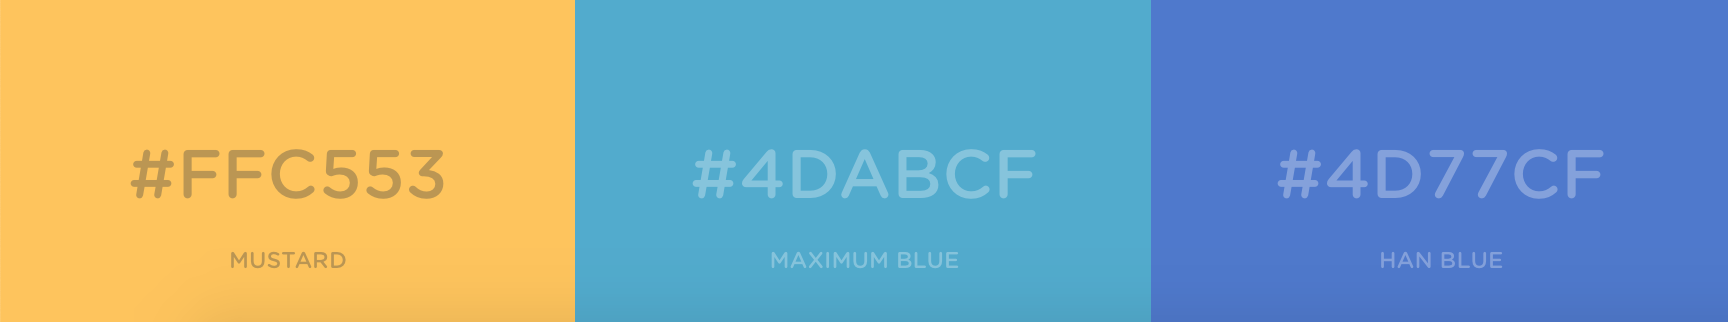 #FFC553
MUSTARD
#4DABCF
MAXIMUM BLUE
#4D77CF
HAN BLUE